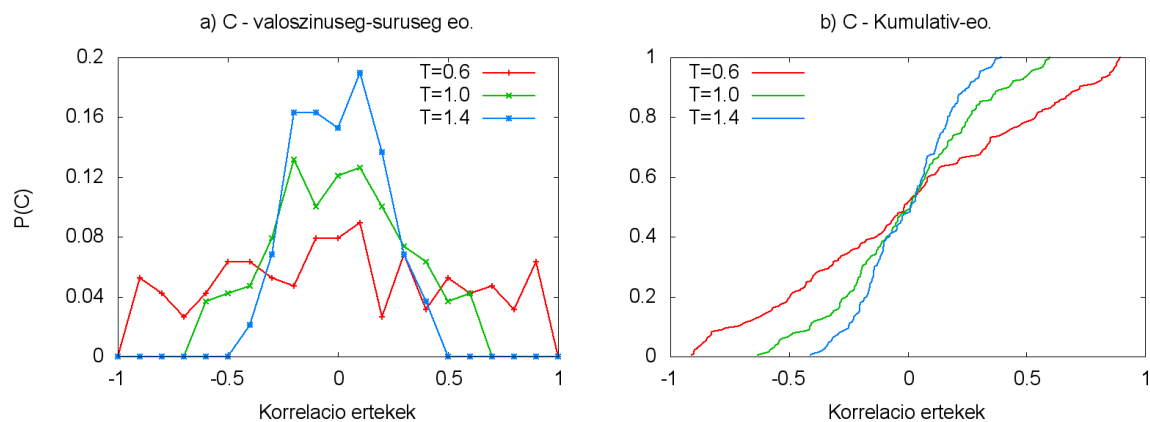 a) C - valoszinuseg-suruseg eo.
0.2
0.16
0.12
0.08
0.04
0
-1
-0.5
0
0.5
1
P(C)
Korrelacio ertekek
T=0.6
T=1.0
T=1.4
b) C - Kumulativ-eo.
1
0.8
0.6
0.4
0.2
0
-1
-0.5
0
0.5
1
Korrelacio ertekek
T=0.6
T=1.0
T=1.4